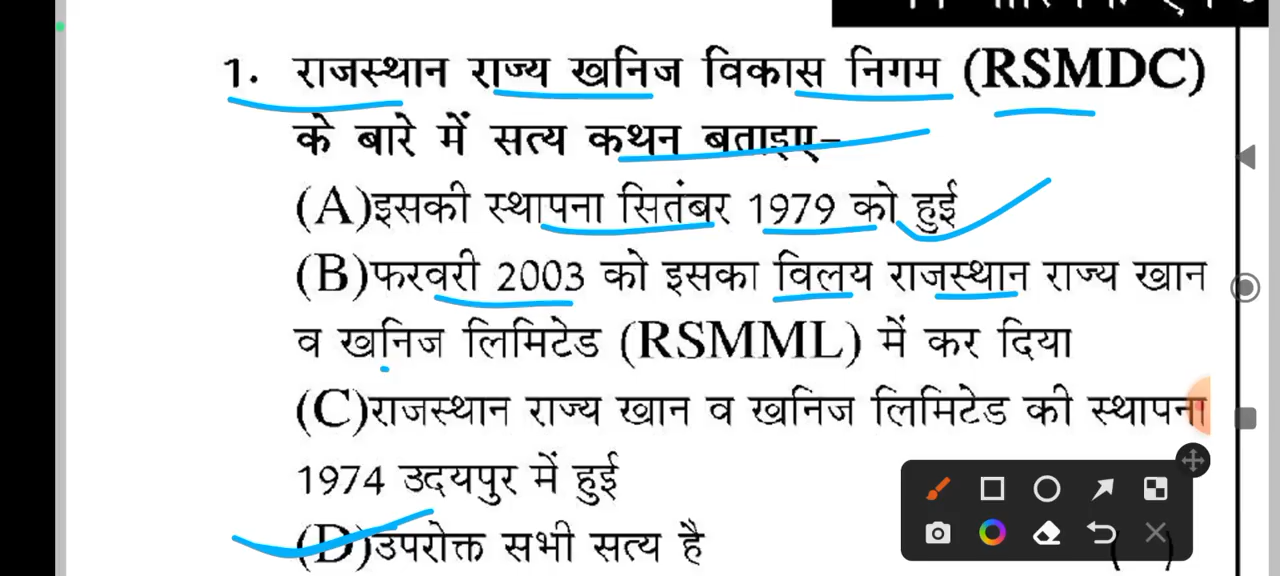 1. राजस्थान राज्य खनिज विकास निगम (RSMDC)
के बारे में सत्य कथन बताइए-
(A)इसकी स्थापना सितंबर 1979 को हुई
(B)फरवरी 2003 को इसका विलय राजस्थान राज्य खान
व खनिज लिमिटेड (RSMML) में कर दिया
(C)राजस्थान राज्य खान व खनिज लिमिटेड की स्थापना
1974 उदयपुर में हुई
(D)उपरोक्त सभी सत्य है
( )